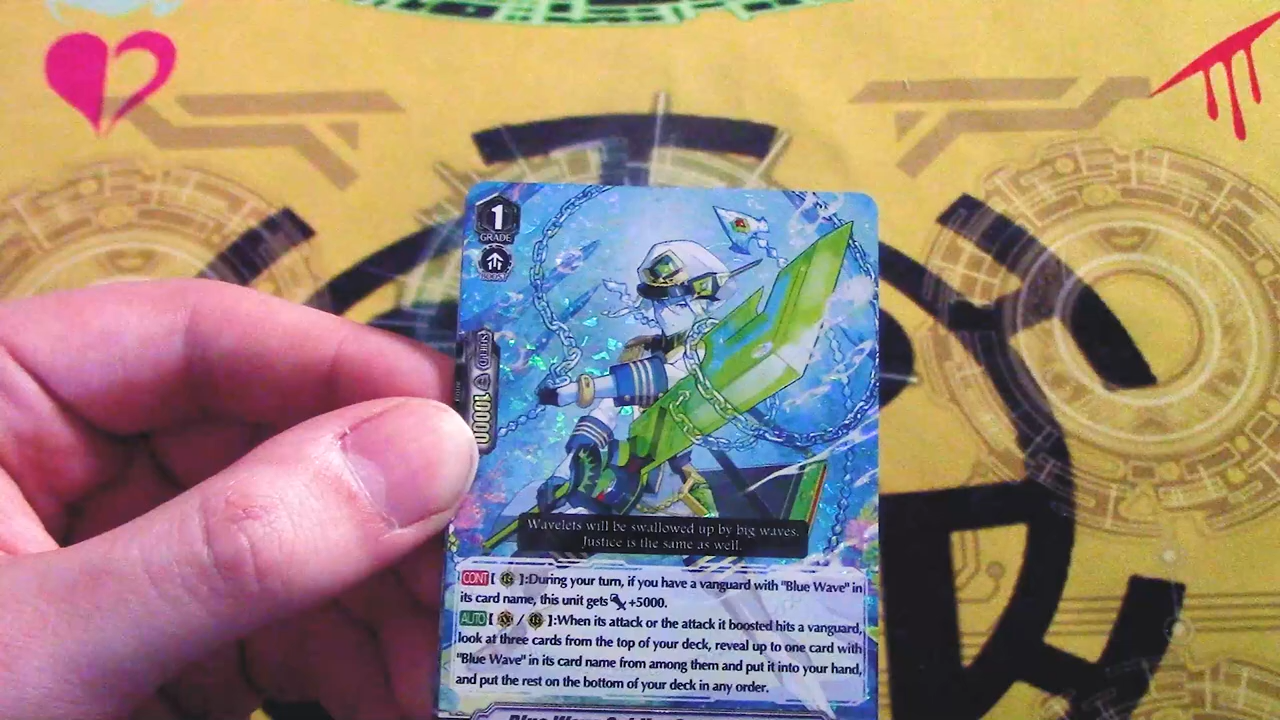 1
GRADE
BOOST
SHIELD
10000
Wavelets will be swallowed up by big waves.
Justice is the same as well.
CONT[ ]:During your turn, if you have a vanguard with "Blue Wave" in
its card name, this unit gets +5000.
AUTO[ / ]:When its attack or the attack it boosted hits a vanguard,
look at three cards from the top of your deck, reveal up to one card with
"Blue Wave" in its card name from among them and put it into your hand,
and put the rest on the bottom of your deck in any order.
Blue Wave